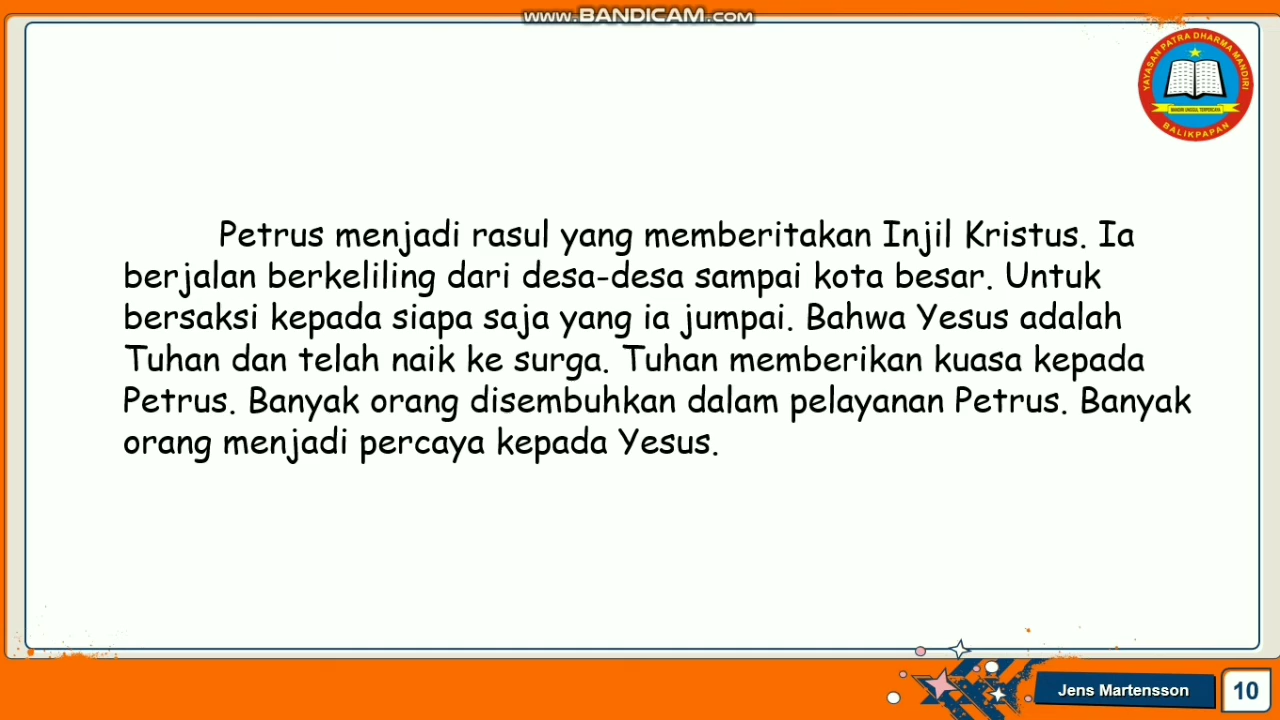 www.BANDICAM.com
YAYASAN PATRA DHARMA MANDIRI
BALIKPAPAN
Petrus menjadi rasul yang memberitakan Injil Kristus. Ia
berjalan berkeliling dari desa-desa sampai kota besar. Untuk
bersaksi kepada siapa saja yang ia jumpai. Bahwa Yesus adalah
Tuhan dan telah naik ke surga. Tuhan memberikan kuasa kepada
Petrus. Banyak orang disembuhkan dalam pelayanan Petrus. Banyak
orang menjadi percaya kepada Yesus.
Jens Martensson
10